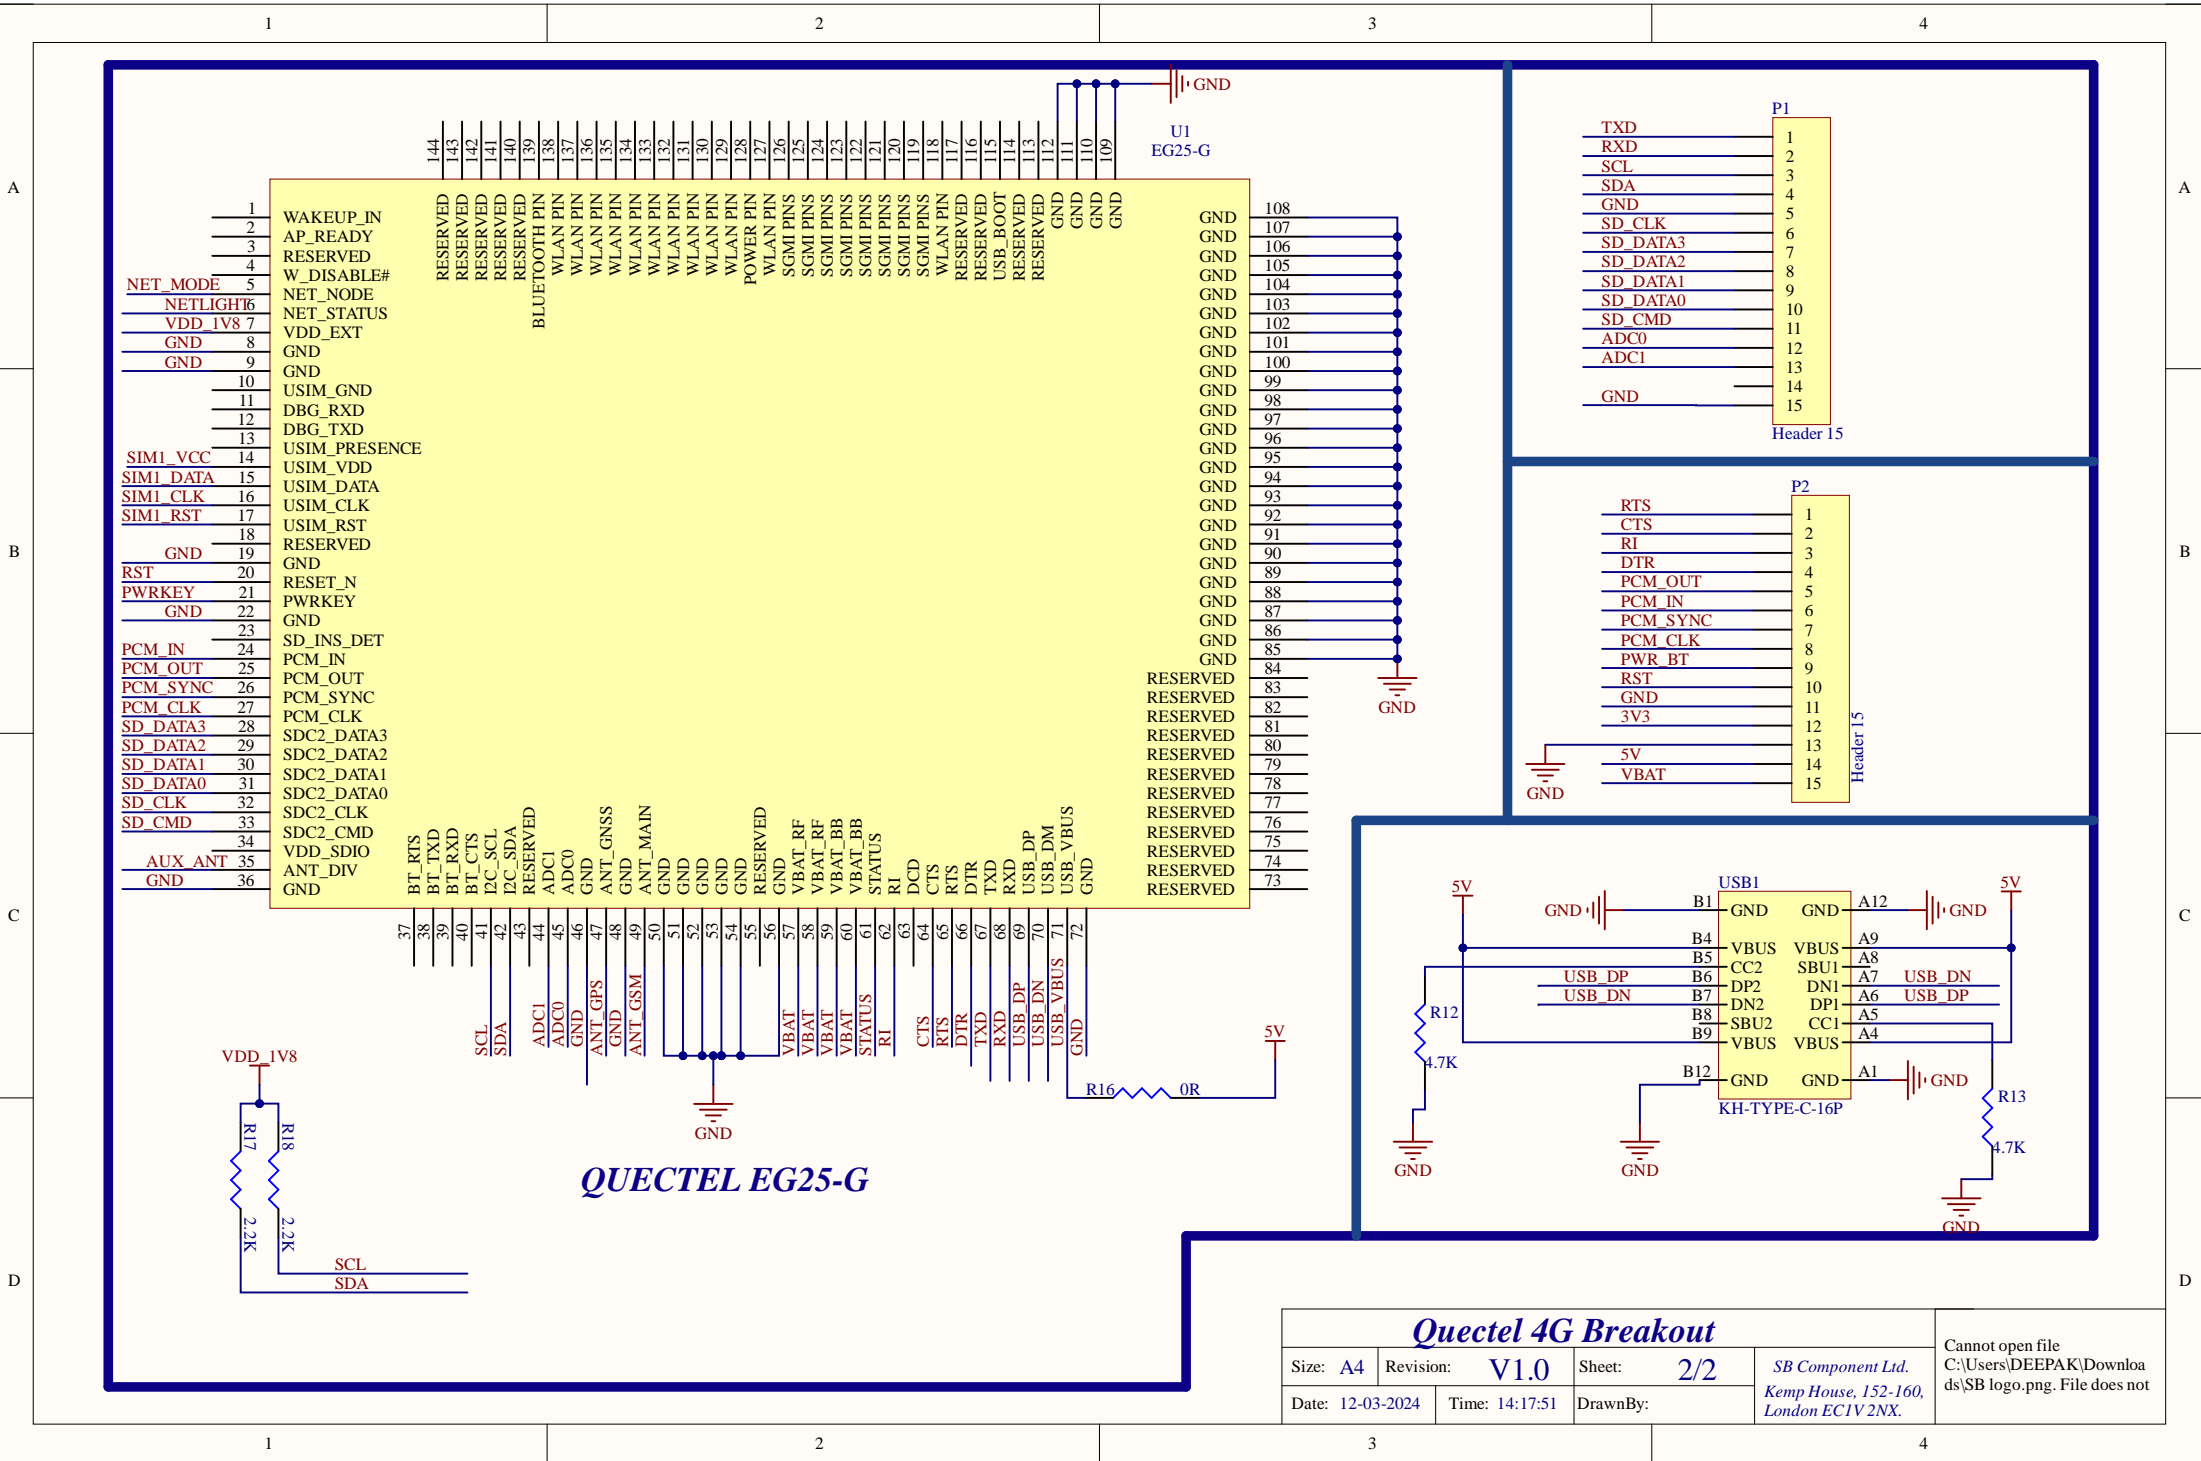 1 2 3 4
A A
B B
C C
D D
GND
U1
EG25-G
144 143 142 141 140 139 138 137 136 135 134 133 132 131 130 129 128 127 126 125 124 123 122 121 120 119 118 117 116 115 114 113 112 111 110 109
RESERVED RESERVED RESERVED RESERVED RESERVED BLUETOOTH PIN WLAN PIN WLAN PIN WLAN PIN WLAN PIN WLAN PIN WLAN PIN WLAN PIN WLAN PIN WLAN PIN WLAN PIN POWER PIN WLAN PIN SGMI PINS SGMI PINS SGMI PINS SGMI PINS SGMI PINS SGMI PINS SGMI PINS SGMI PINS WLAN PIN RESERVED RESERVED USB_BOOT RESERVED RESERVED GND GND GND GND
1 WAKEUP_IN
2 AP_READY
3 RESERVED
4 W_DISABLE#
NET_MODE 5 NET_NODE
NETLIGHT 6 NET_STATUS
VDD_1V8 7 VDD_EXT
GND 8 GND
GND 9 GND
10 USIM_GND
11 DBG_RXD
12 DBG_TXD
13 USIM_PRESENCE
SIM1_VCC 14 USIM_VDD
SIM1_DATA 15 USIM_DATA
SIM1_CLK 16 USIM_CLK
SIM1_RST 17 USIM_RST
18 RESERVED
GND 19 GND
RST 20 RESET_N
PWRKEY 21 PWRKEY
GND 22 GND
23 SD_INS_DET
PCM_IN 24 PCM_IN
PCM_OUT 25 PCM_OUT
PCM_SYNC 26 PCM_SYNC
PCM_CLK 27 PCM_CLK
SD_DATA3 28 SDC2_DATA3
SD_DATA2 29 SDC2_DATA2
SD_DATA1 30 SDC2_DATA1
SD_DATA0 31 SDC2_DATA0
SD_CLK 32 SDC2_CLK
SD_CMD 33 SDC2_CMD
34 VDD_SDIO
AUX_ANT 35 ANT_DIV
GND 36 GND
GND 108
GND 107
GND 106
GND 105
GND 104
GND 103
GND 102
GND 101
GND 100
GND 99
GND 98
GND 97
GND 96
GND 95
GND 94
GND 93
GND 92
GND 91
GND 90
GND 89
GND 88
GND 87
GND 86
GND 85
RESERVED 84
RESERVED 83
RESERVED 82
RESERVED 81
RESERVED 80
RESERVED 79
RESERVED 78
RESERVED 77
RESERVED 76
RESERVED 75
RESERVED 74
RESERVED 73
GND
BT_RTS BT_TXD BT_RXD BT_CTS I2C_SCL I2C_SDA RESERVED ADC1 ADC0 GND ANT_GNSS GND ANT_MAIN GND GND GND GND GND RESERVED GND VBAT_RF VBAT_RF VBAT_BB VBAT_BB STATUS RI DCD CTS RTS DTR TXD RXD USB_DP USB_DM USB_VBUS GND
37 38 39 40 41 42 43 44 45 46 47 48 49 50 51 52 53 54 55 56 57 58 59 60 61 62 63 64 65 66 67 68 69 70 71 72
SCL SDA ADC1 ADC0 GND ANT_GPS GND ANT_GSM VBAT VBAT VBAT VBAT STATUS RI CTS RTS DTR TXD RXD USB_DP USB_DN USB_VBUS GND
GND
R16 0R
5V
VDD_1V8
R17 R18
2.2K 2.2K
SCL
SDA
QUECTEL EG25-G
P1
TXD 1
RXD 2
SCL 3
SDA 4
GND 5
SD_CLK 6
SD_DATA3 7
SD_DATA2 8
SD_DATA1 9
SD_DATA0 10
SD_CMD 11
ADC0 12
ADC1 13
14
GND 15
Header 15
P2
RTS 1
CTS 2
RI 3
DTR 4
PCM_OUT 5
PCM_IN 6
PCM_SYNC 7
PCM_CLK 8
PWR_BT 9
RST 10
GND 11
3V3 12
13
5V 14
VBAT 15
GND
Header 15
USB1
5V 5V
GND B1 GND GND A12 GND
B4 VBUS VBUS A9
B5 CC2 SBU1 A8
USB_DP B6 DP2 DN1 A7 USB_DN
USB_DN B7 DN2 DP1 A6 USB_DP
B8 SBU2 CC1 A5
B9 VBUS VBUS A4
B12 GND GND A1 GND
KH-TYPE-C-16P
R12
4.7K
GND
GND
R13
4.7K
GND
Quectel 4G Breakout
Size: A4 Revision: V1.0 Sheet: 2/2
Date: 12-03-2024 Time: 14:17:51 DrawnBy:
SB Component Ltd.
Kemp House, 152-160,
London EC1V 2NX.
Cannot open file
C:\Users\DEEPAK\Downloa
ds\SB logo.png. File does not
1 2 3 4